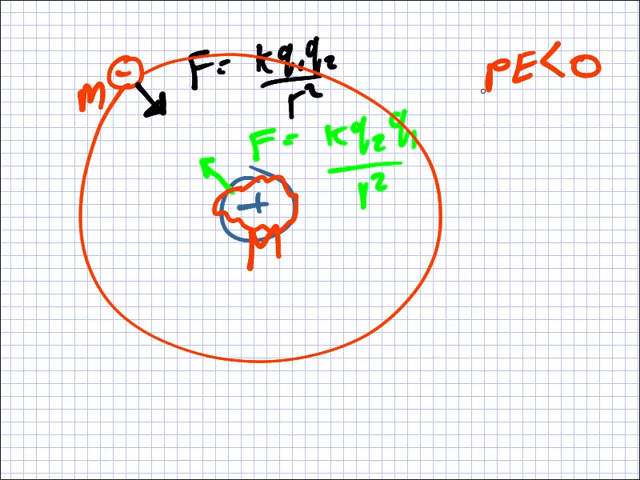 F = kq₁q₂/r²
PE<0
m
-
F = kq₂q₁/r²
+
M